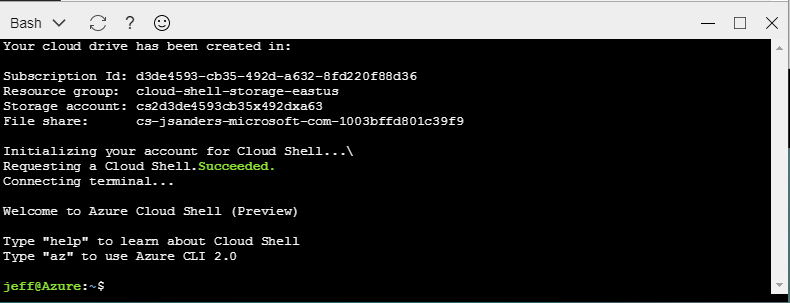 Bash
?
Your cloud drive has been created in:
Subscription Id: d3de4593-cb35-492d-a632-8fd220f88d36
Resource group:  cloud-shell-storage-eastus
Storage account: cs2d3de4593cb35x492dxa63
File share:      cs-jsanders-microsoft-com-1003bffd801c39f9
Initializing your account for Cloud Shell...\
Requesting a Cloud Shell.Succeeded.
Connecting terminal...
Welcome to Azure Cloud Shell (Preview)
Type "help" to learn about Cloud Shell
Type "az" to use Azure CLI 2.0
jeff@Azure:~$